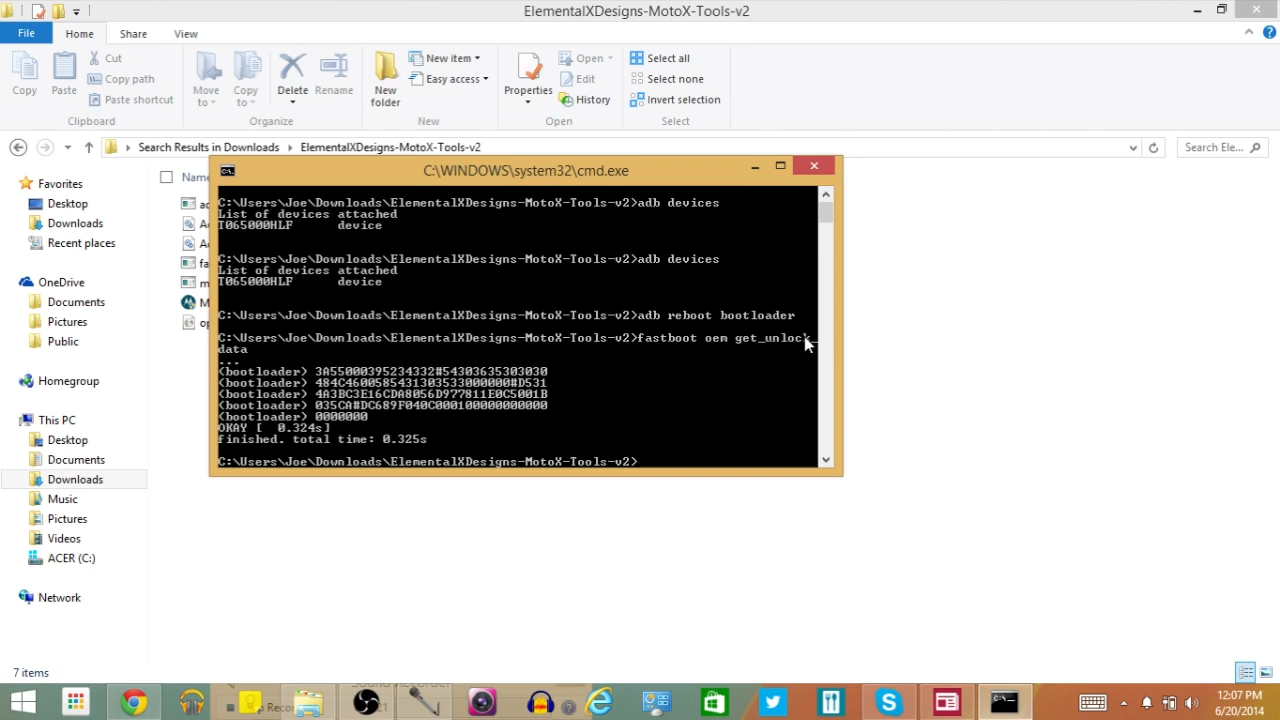 ElementalXDesigns-MotoX-Tools-v2
File
Home
Share
View
Copy
Paste
Cut
Copy path
Paste shortcut
Clipboard
Move to
Copy to
Delete
Rename
Organize
New folder
New item
Easy access
New
Properties
Open
Edit
History
Open
Select all
Select none
Invert selection
Select
Search Results in Downloads
ElementalXDesigns-MotoX-Tools-v2
Search Ele...
Favorites
Desktop
Downloads
Recent places
OneDrive
Documents
Pictures
Public
Homegroup
This PC
Desktop
Documents
Downloads
Music
Pictures
Videos
ACER (C:)
Network
C:\WINDOWS\system32\cmd.exe
C:\Users\Joe\Downloads\ElementalXDesigns-MotoX-Tools-v2>adb devices
List of devices attached
T065000HLF device
C:\Users\Joe\Downloads\ElementalXDesigns-MotoX-Tools-v2>adb devices
List of devices attached
T065000HLF device
C:\Users\Joe\Downloads\ElementalXDesigns-MotoX-Tools-v2>adb reboot bootloader
C:\Users\Joe\Downloads\ElementalXDesigns-MotoX-Tools-v2>fastboot oem get_unlock_
data
...
(bootloader) 3A55000395234332#54303635303030
(bootloader) 484C4600585431303533000000#D531
(bootloader) 4A3BC3E16CDA8056D977811E0C5001B
(bootloader) 035CA#DC689F040C000100000000000
(bootloader) 0000000
OKAY [ 0.324s]
finished. total time: 0.325s
C:\Users\Joe\Downloads\ElementalXDesigns-MotoX-Tools-v2>
7 items
12:07 PM
6/20/2014